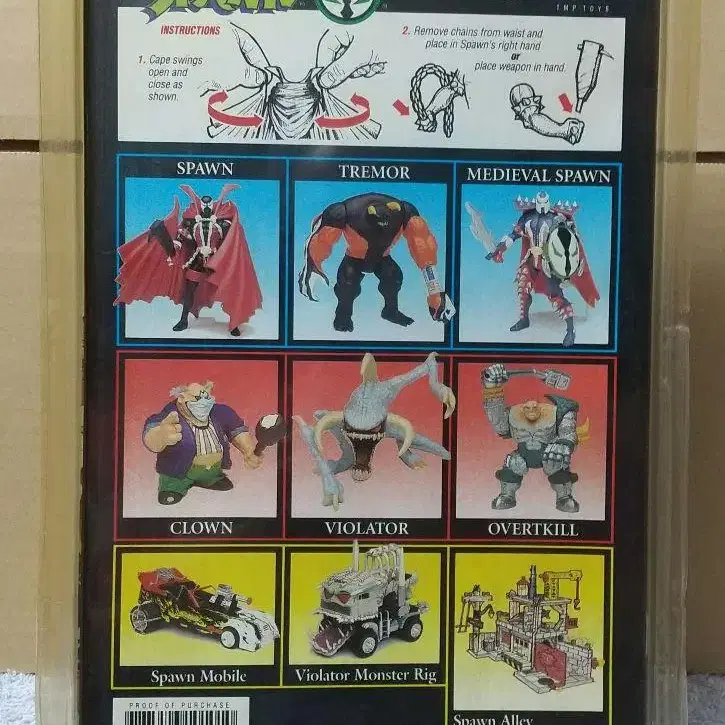 SPAWN
TMP TOYS
INSTRUCTIONS
1. Cape swings
open and
close as
shown.
2. Remove chains from waist and
place in Spawn's right hand
or
place weapon in hand.
SPAWN
TREMOR
MEDIEVAL SPAWN
CLOWN
VIOLATOR
OVERTKILL
Spawn Mobile
Violator Monster Rig
Spawn Alley
PROOF OF PURCHASE